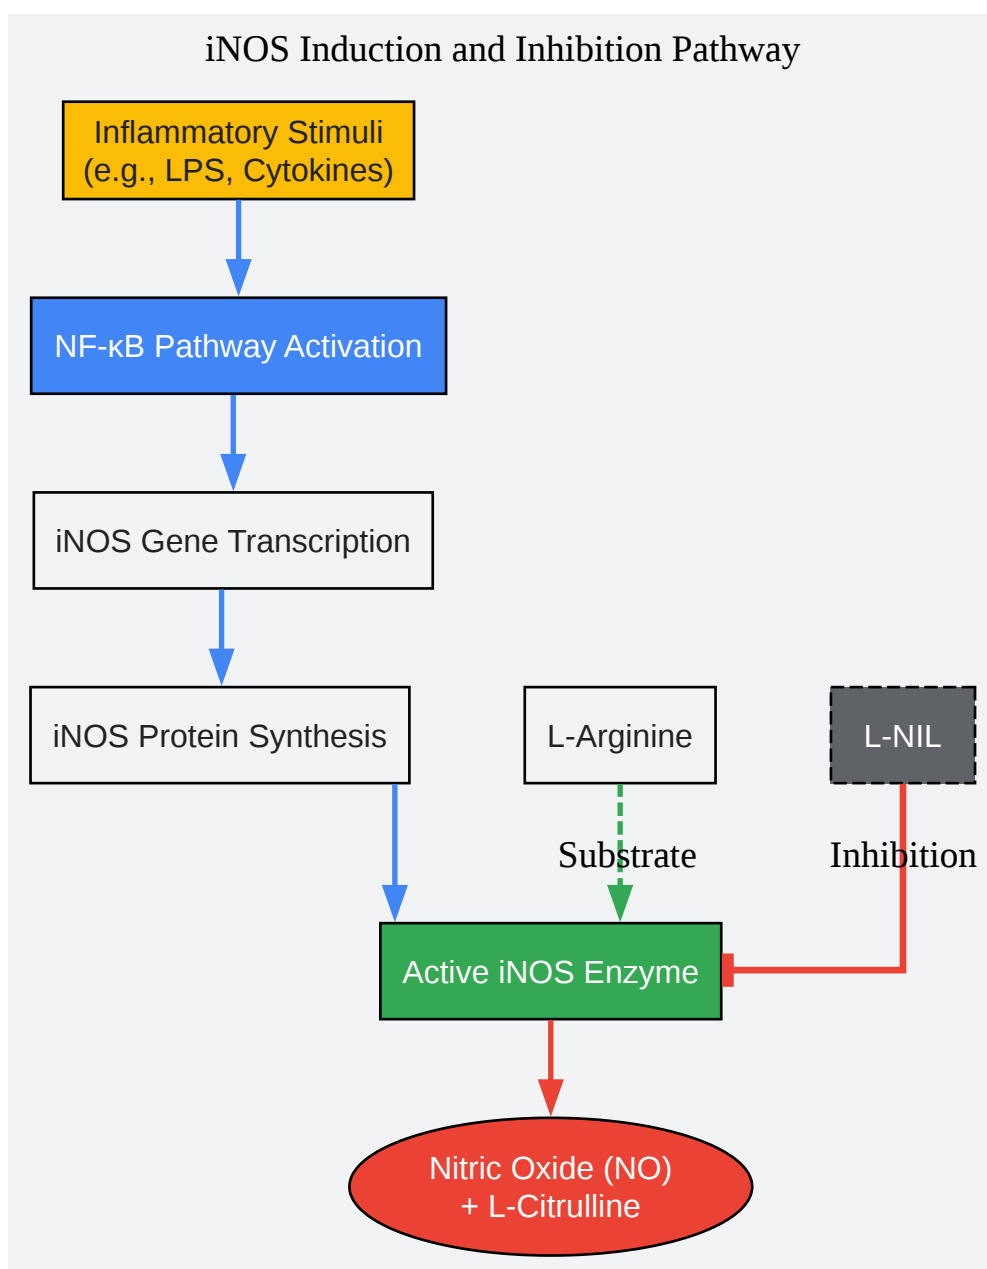 iNOS Induction and Inhibition Pathway
Inflammatory Stimuli
(e.g., LPS, Cytokines)
NF-κB Pathway Activation
iNOS Gene Transcription
iNOS Protein Synthesis
L-Arginine
L-NIL
Substrate
Inhibition
Active iNOS Enzyme
Nitric Oxide (NO)
+ L-Citrulline